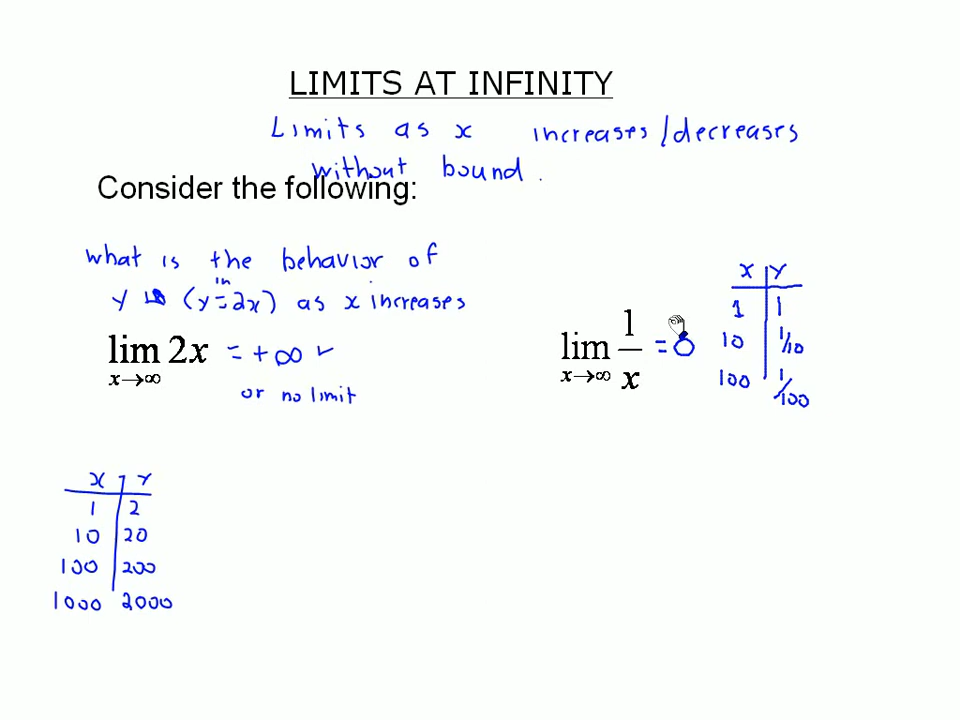 LIMITS AT INFINITY
Limits as x increases/decreases
without bound.
Consider the following:
what is the behavior of
y in (y=2x) as x increases
lim 2x = +∞ ✓
x→∞
or no limit
lim 1/x = 0
x→∞
x y
1 1
10 1/10
100 1/100
x y
1 2
10 20
100 200
1000 2000